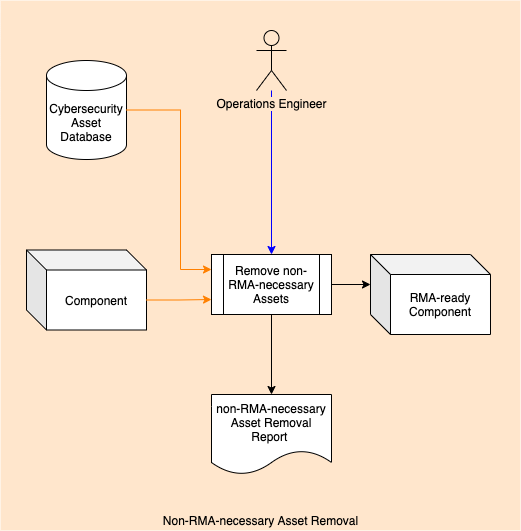 Operations Engineer
Cybersecurity
Asset
Database
Component
Remove non-
RMA-necessary
Assets
RMA-ready
Component
non-RMA-necessary
Asset Removal
Report
Non-RMA-necessary Asset Removal